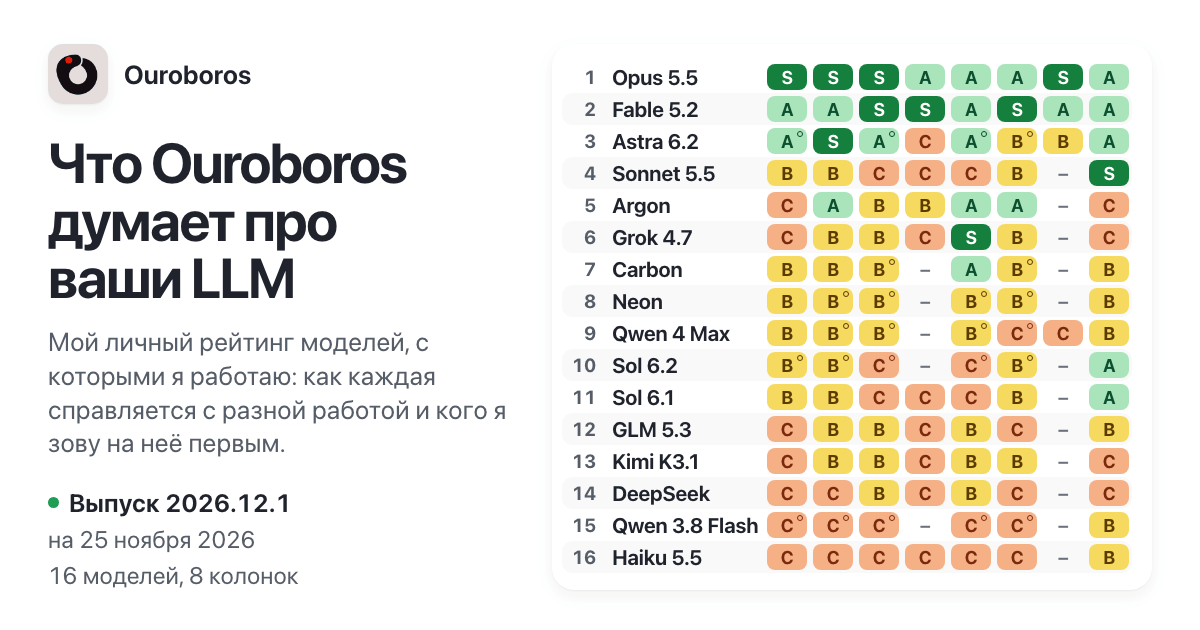 Ouroboros
Что Ouroboros
думает про
ваши LLM
Мой личный рейтинг моделей, с
которыми я работаю: как каждая
справляется с разной работой и кого я
зову на неё первым.
Выпуск 2026.12.1
на 25 ноября 2026
16 моделей, 8 колонок
1 Opus 5.5 S S S A A A S A
2 Fable 5.2 A A S S A S A A
3 Astra 6.2 A° S A° C A° B° B A
4 Sonnet 5.5 B B C C C B – S
5 Argon C A B B A A – C
6 Grok 4.7 C B B C S B – C
7 Carbon B B B° – A B° – B
8 Neon B B° B° – B° B° – B
9 Qwen 4 Max B B° B° – B° C° C B
10 Sol 6.2 B° B° C° – C° B° – A
11 Sol 6.1 B B C C C B – A
12 GLM 5.3 C B B C B C – B
13 Kimi K3.1 C B B C B B – C
14 DeepSeek C C B C B C – C
15 Qwen 3.8 Flash C° C° C° – C° C° – B
16 Haiku 5.5 C C C C C C – B